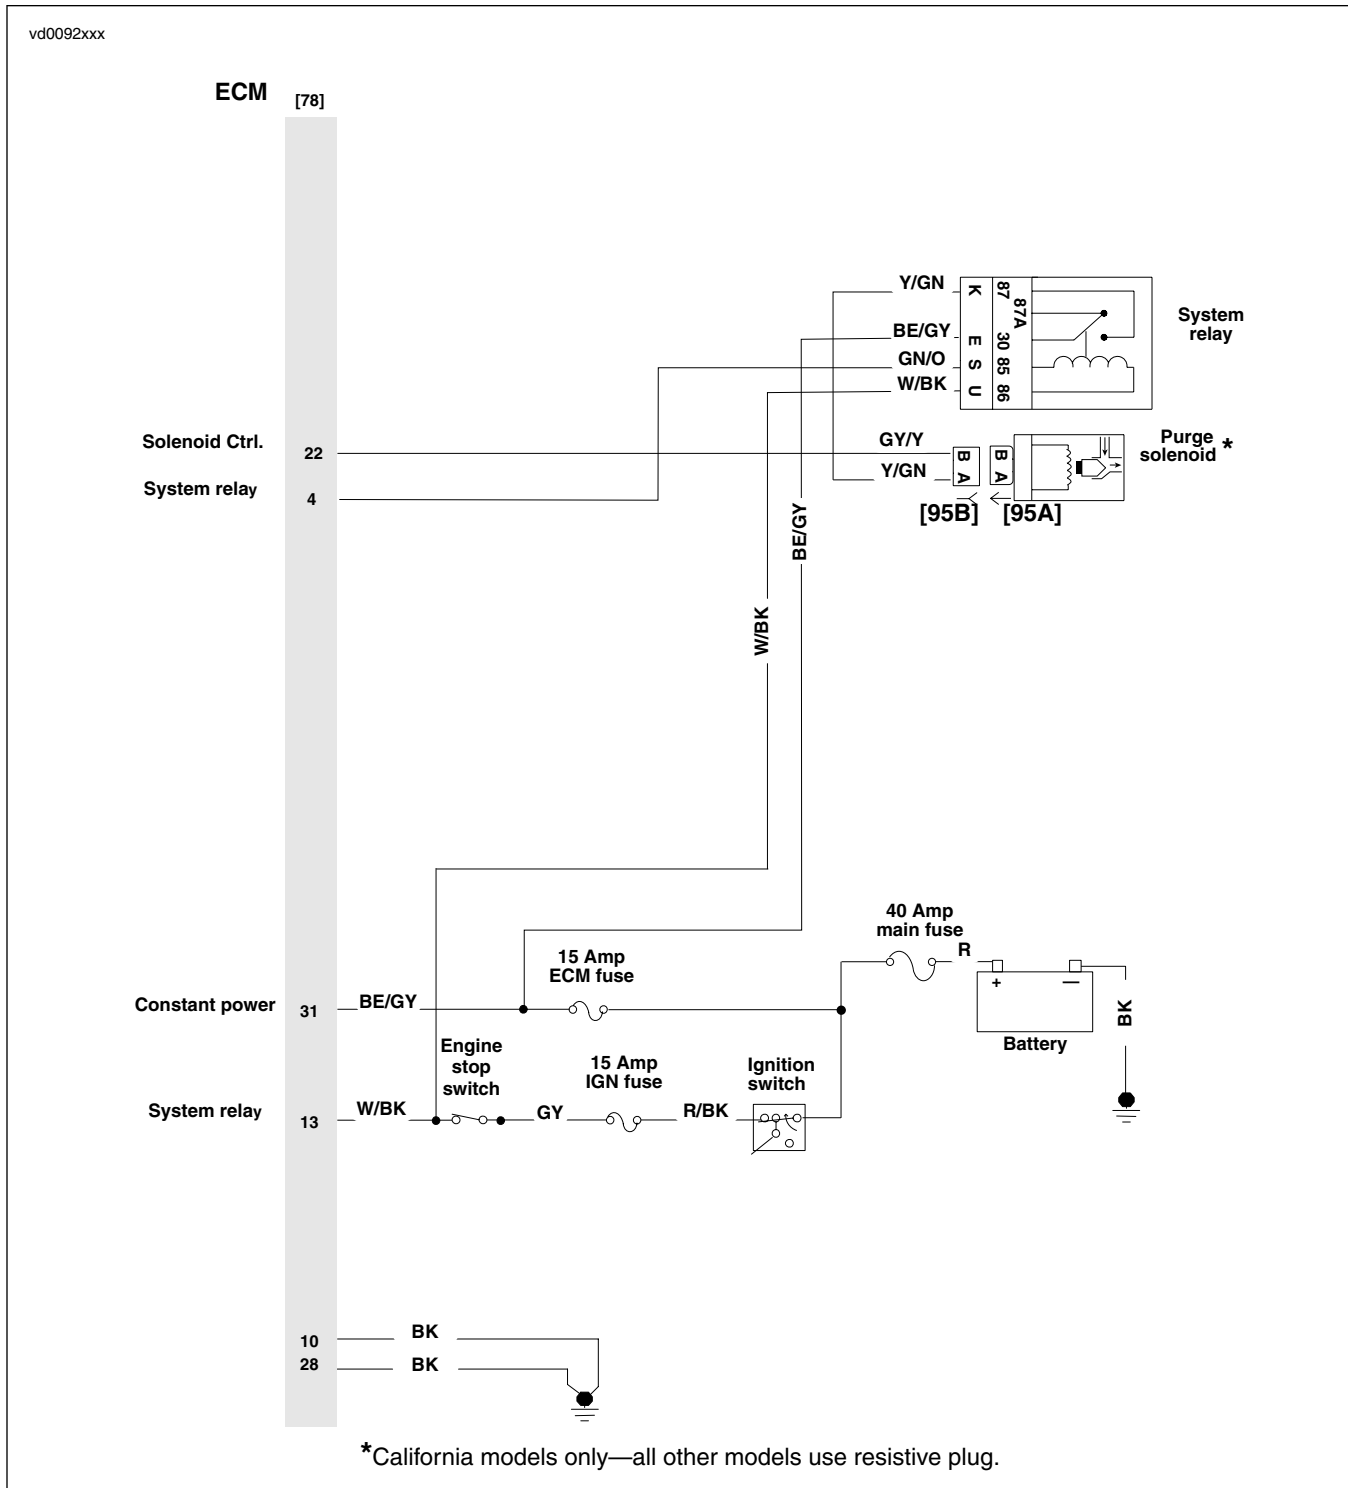 vd0092xxx
ECM [78]
Y/GN
K 87
87A
System
relay
BE/GY
E 30
GN/O
S 85
W/BK
U 86
Solenoid Ctrl.
22
GY/Y
B
B
Purge
solenoid *
System relay
4
Y/GN
A
A
[95B] [95A]
BE/GY
W/BK
40 Amp
main fuse
R
15 Amp
ECM fuse
+ —
Constant power
31
BE/GY
BK
Battery
Engine
stop
switch
15 Amp
IGN fuse
Ignition
switch
System relay
13
W/BK
GY
R/BK
10
BK
28
BK
*California models only—all other models use resistive plug.